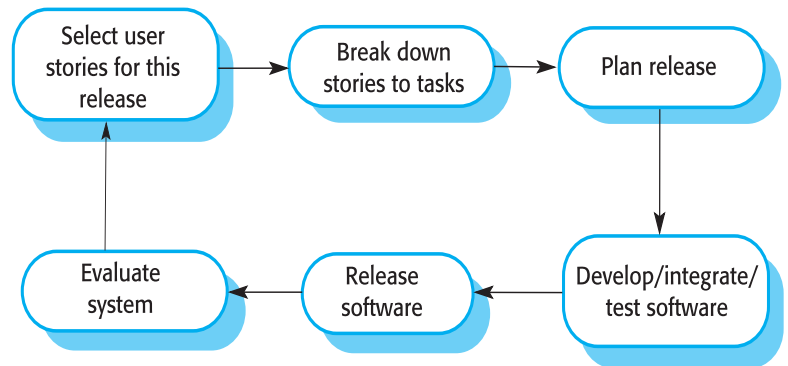 Select user
stories for this
release
Break down
stories to tasks
Plan release
Evaluate
system
Release
software
Develop/integrate/
test software